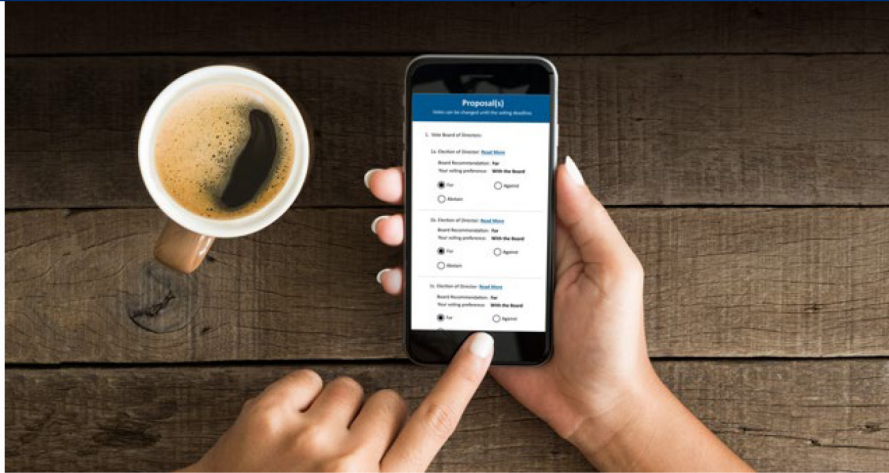 Proposal(s)
Votes can be changed until the voting deadline.
1. Vote Board of Directors:
1a. Election of Director: Read More
Board Recommendation: For
Your voting preference: With the Board
For
Against
Abstain
1b. Election of Director: Read More
Board Recommendation: For
Your voting preference: With the Board
For
Against
Abstain
1c. Election of Director: Read More
Board Recommendation: For
Your voting preference: With the Board
For
Against